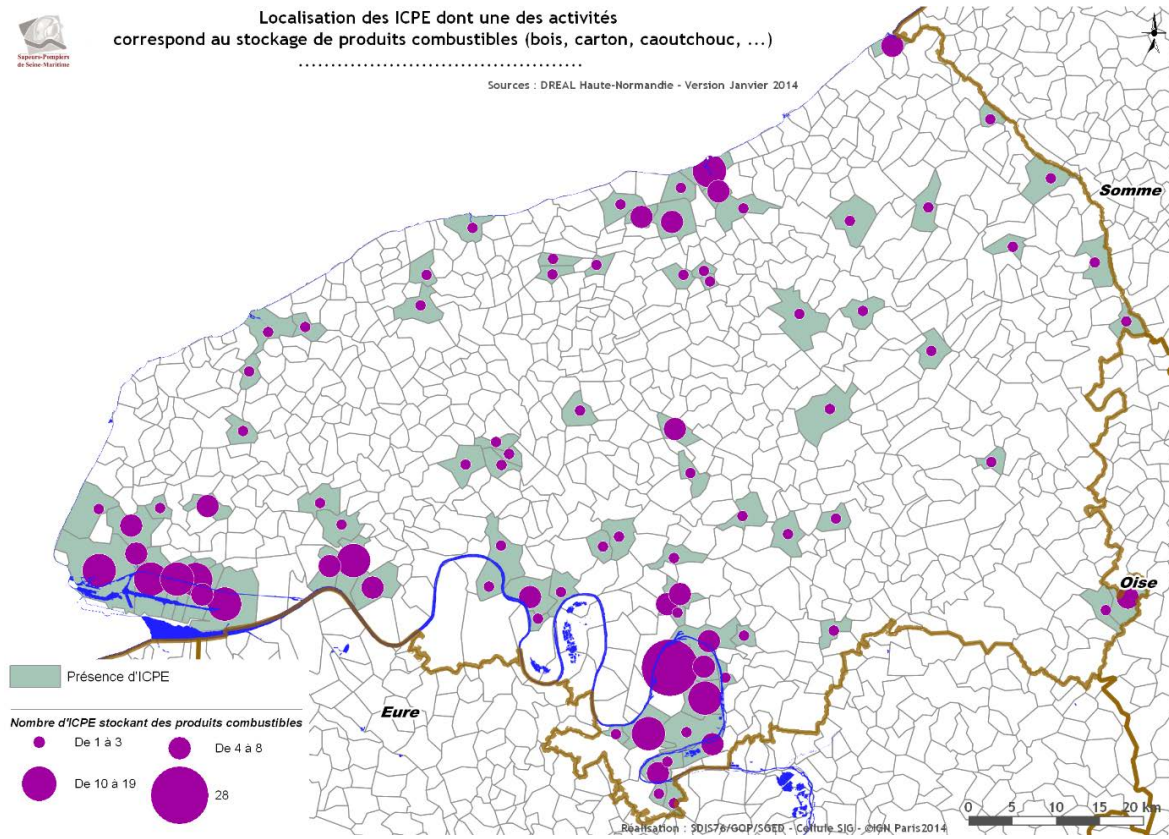 Localisation des ICPE dont une des activités
correspond au stockage de produits combustibles (bois, carton, caoutchouc, ...)
Sapeurs-Pompiers
de Seine-Maritime
Sources : DREAL Haute-Normandie - Version Janvier 2014
Somme
Oise
Eure
Présence d'ICPE
Nombre d'ICPE stockant des produits combustibles
De 1 à 3
De 4 à 8
De 10 à 19
28
0 5 10 15 20 km
Réalisation : SDIS76/GOP/SGED - Cellule SIG - ©IGN Paris2014